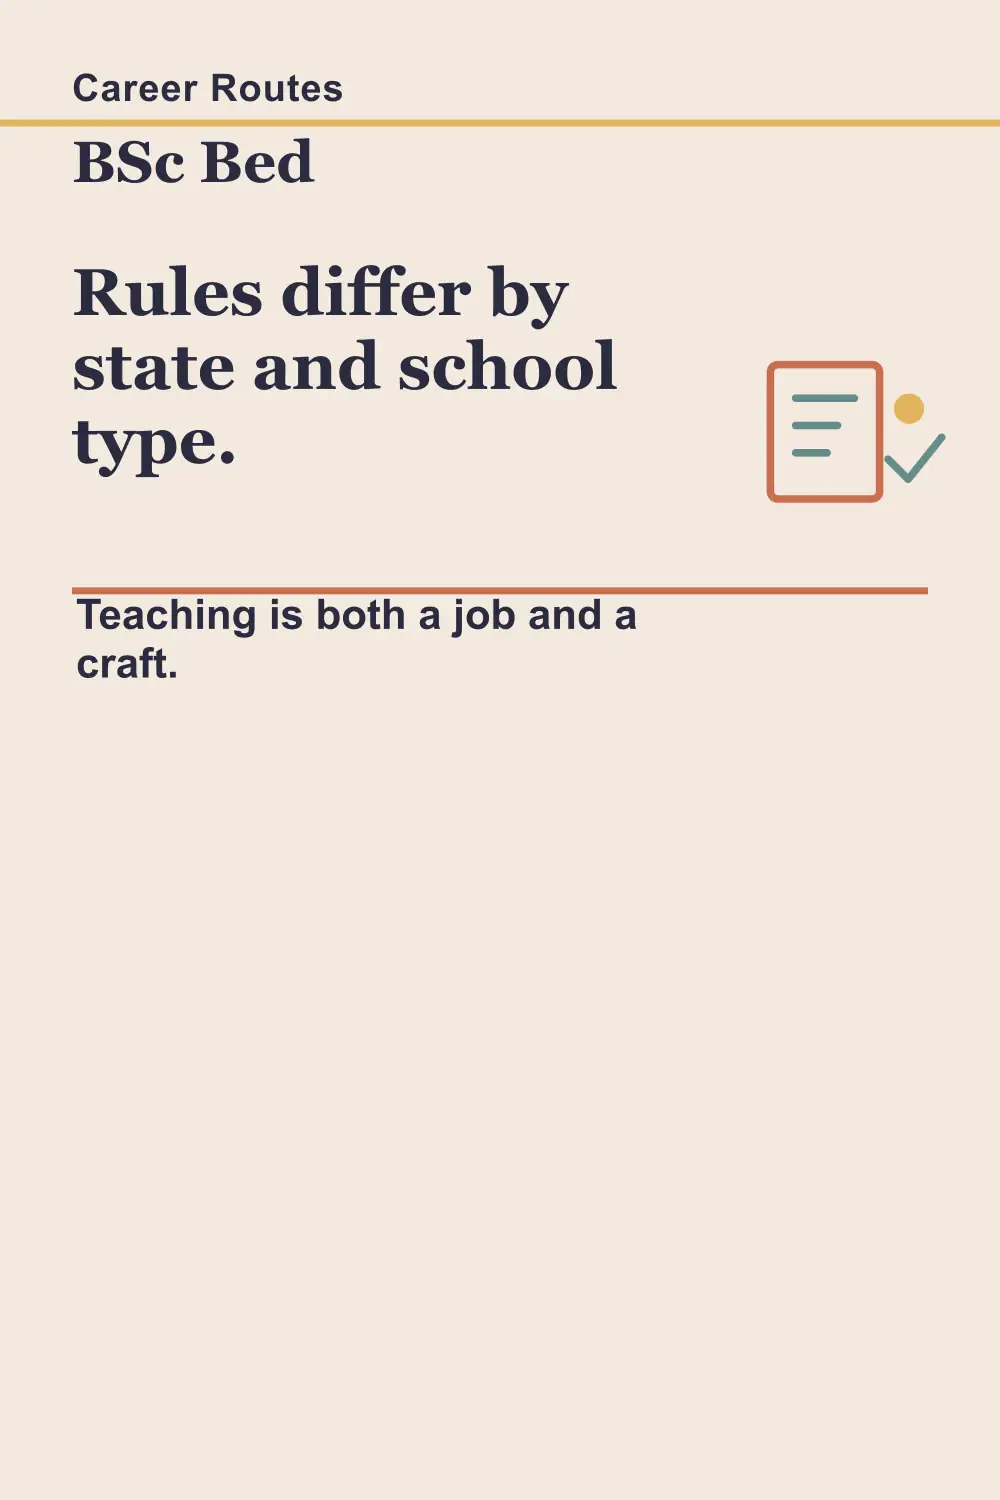 Career Routes
BSc Bed
Rules differ by
state and school
type.
Teaching is both a job and a
craft.